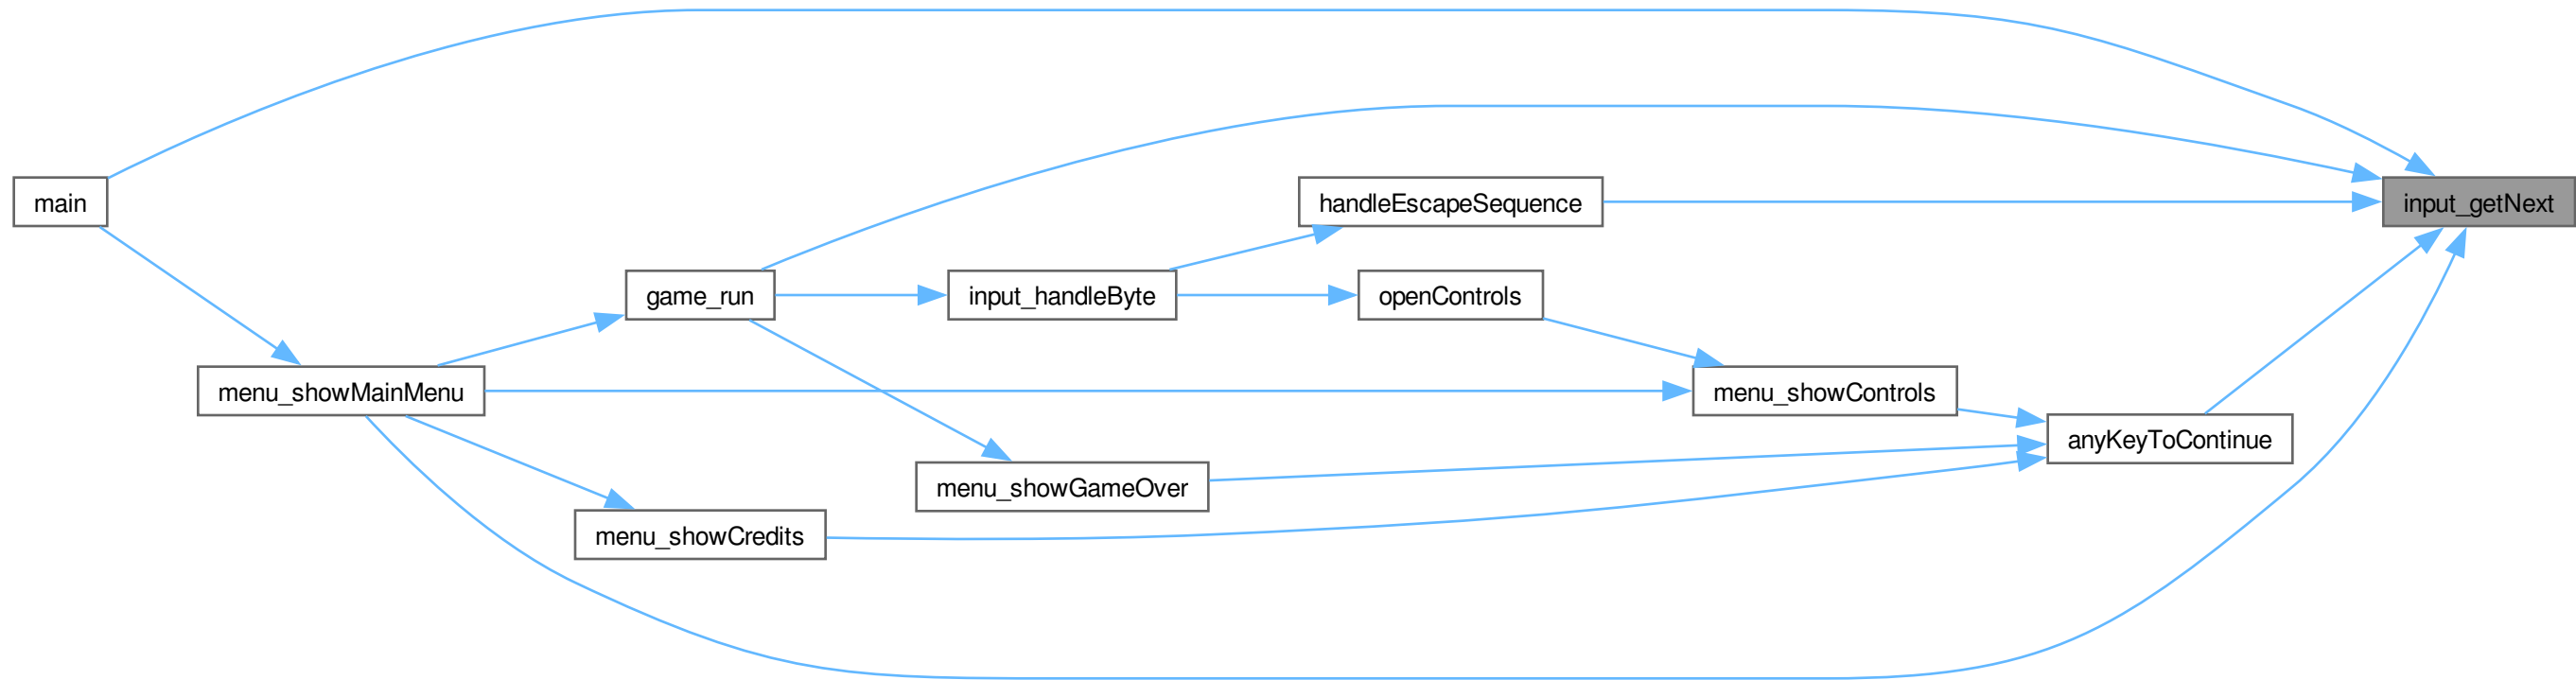 main
handleEscapeSequence
input_getNext
game_run
input_handleByte
openControls
menu_showMainMenu
menu_showControls
anyKeyToContinue
menu_showGameOver
menu_showCredits